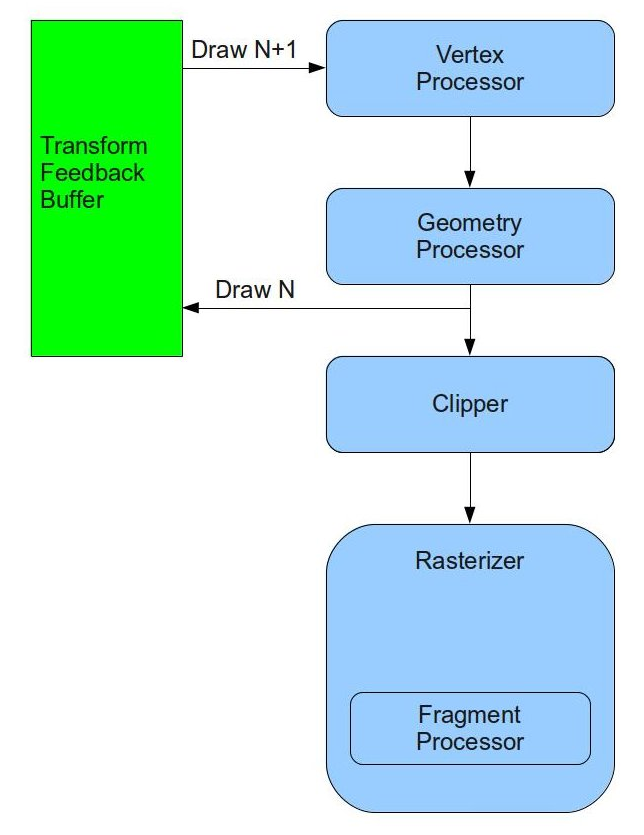 Draw N+1
Vertex
Processor
Transform
Feedback
Buffer
Geometry
Processor
Draw N
Clipper
Rasterizer
Fragment
Processor